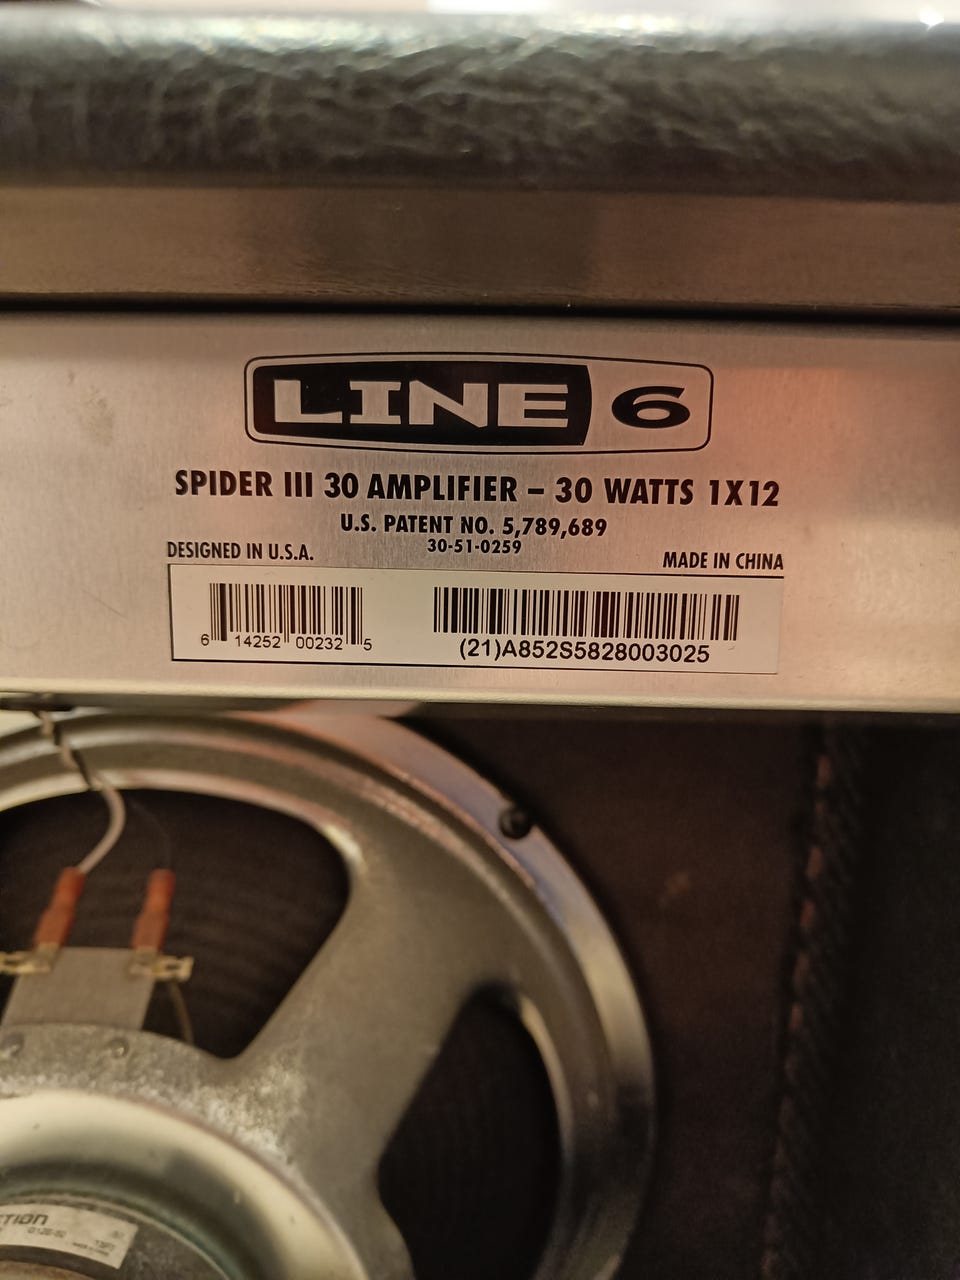 LINE 6
SPIDER III 30 AMPLIFIER – 30 WATTS 1X12
U.S. PATENT NO. 5,789,689
30-51-0259
DESIGNED IN U.S.A.
MADE IN CHINA
6 14252 00232 5
(21)A852S5828003025